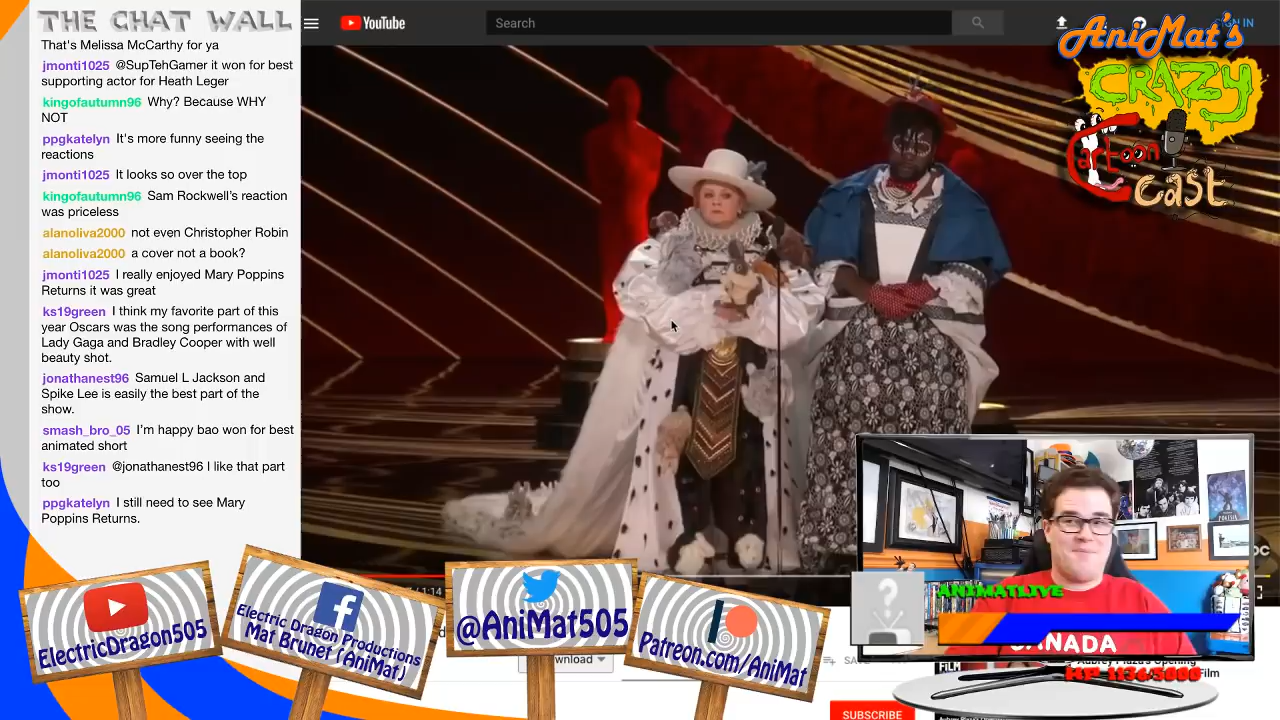 THE CHAT WALL
That's Melissa McCarthy for ya
jmonti1025 @SupTehGamer it won for best
supporting actor for Heath Leger
kingofautumn96 Why? Because WHY
NOT
ppgkatelyn It's more funny seeing the
reactions
jmonti1025 It looks so over the top
kingofautumn96 Sam Rockwell's reaction
was priceless
alanoliva2000 not even Christopher Robin
alanoliva2000 a cover not a book?
jmonti1025 I really enjoyed Mary Poppins
Returns it was great
ks19green I think my favorite part of this
year Oscars was the song performances of
Lady Gaga and Bradley Cooper with well
beauty shot.
jonathanest96 Samuel L Jackson and
Spike Lee is easily the best part of the
show.
smash_bro_05 I'm happy bao won for best
animated short
ks19green @jonathanest96 I like that part
too
ppgkatelyn I still need to see Mary
Poppins Returns.
YouTube
Search
SIGN IN
AniMat's
CRAZY
Cartoon
Cast
ElectricDragon505
Electric Dragon Productions
Mat Brunet (AniMat)
@AniMat505
Patreon.com/AniMat
1:14
ANIMATLIVE
CANADA
Aubrey Plaza's Opening
Film
SUBSCRIBE